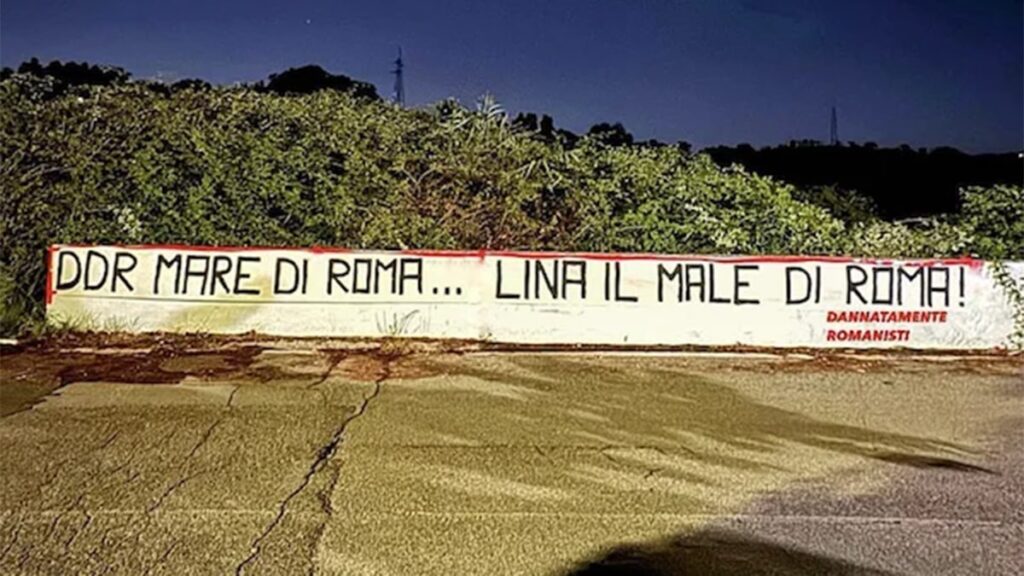 DDR MARE DI ROMA... LINA IL MALE DI ROMA!
DANNATAMENTE
ROMANISTI